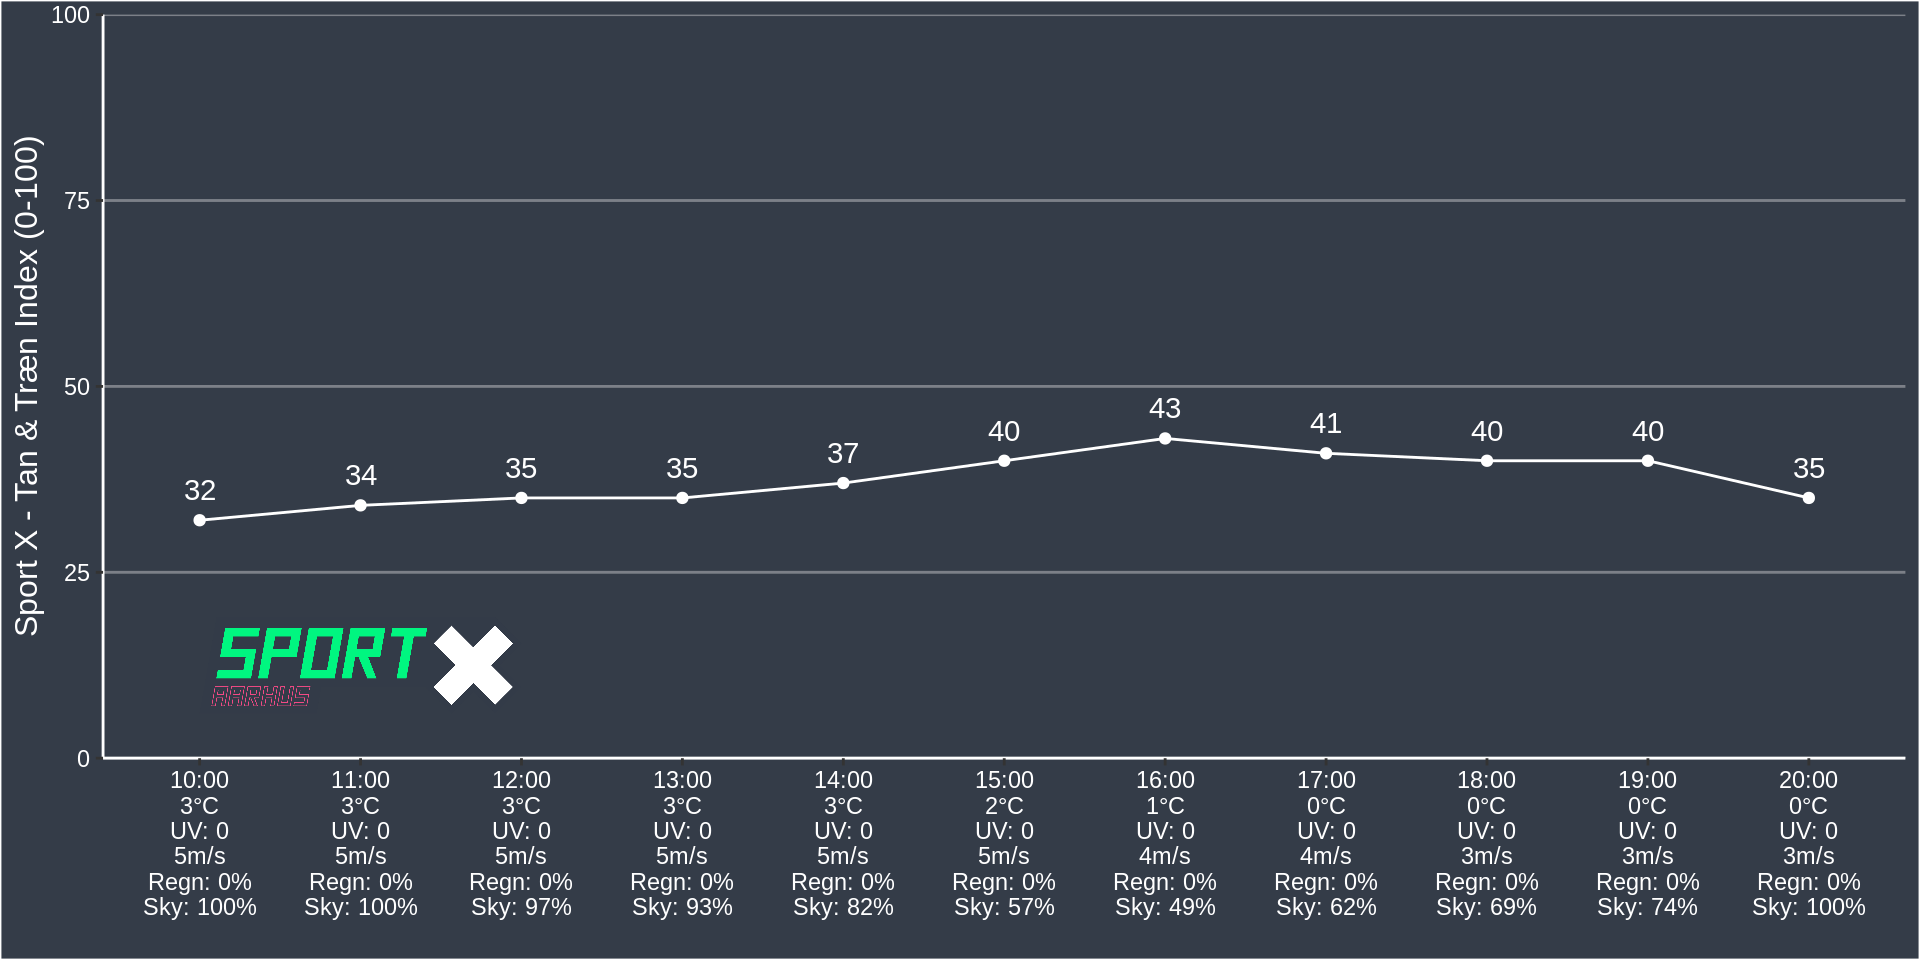 Sport X - Tan & Træn Index (0-100)
100
75
50
25
0
32
34
35
35
37
40
43
41
40
40
35
SPORT X
AARHUS
10:00 11:00 12:00 13:00 14:00 15:00 16:00 17:00 18:00 19:00 20:00
3°C 3°C 3°C 3°C 3°C 2°C 1°C 0°C 0°C 0°C 0°C
UV: 0 UV: 0 UV: 0 UV: 0 UV: 0 UV: 0 UV: 0 UV: 0 UV: 0 UV: 0 UV: 0
5m/s 5m/s 5m/s 5m/s 5m/s 5m/s 4m/s 4m/s 3m/s 3m/s 3m/s
Regn: 0% Regn: 0% Regn: 0% Regn: 0% Regn: 0% Regn: 0% Regn: 0% Regn: 0% Regn: 0% Regn: 0% Regn: 0%
Sky: 100% Sky: 100% Sky: 97% Sky: 93% Sky: 82% Sky: 57% Sky: 49% Sky: 62% Sky: 69% Sky: 74% Sky: 100%